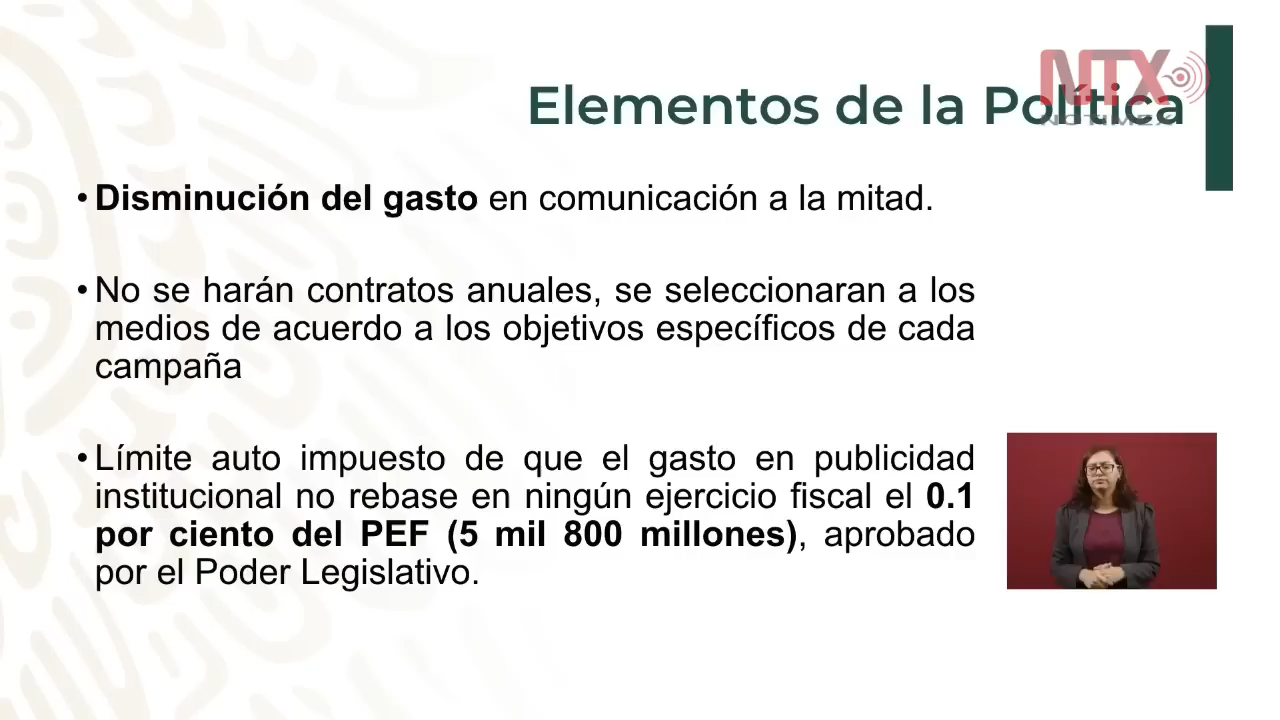 NTX
NOTIMEX
Elementos de la Política
• Disminución del gasto en comunicación a la mitad.
• No se harán contratos anuales, se seleccionaran a los
medios de acuerdo a los objetivos específicos de cada
campaña
• Límite auto impuesto de que el gasto en publicidad
institucional no rebase en ningún ejercicio fiscal el 0.1
por ciento del PEF (5 mil 800 millones), aprobado
por el Poder Legislativo.